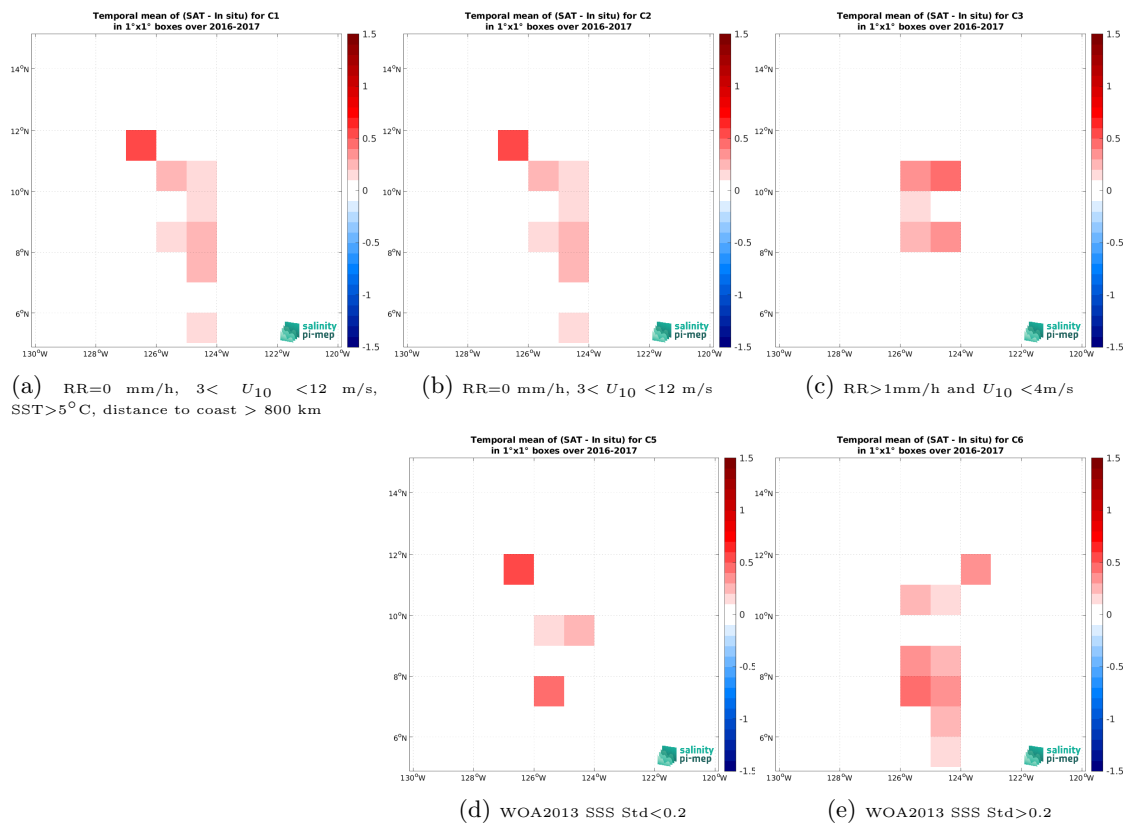 Temporal mean of (SAT - In situ) for C1
in 1°x1° boxes over 2016-2017
14°N
12°N
10°N
8°N
6°N
130°W 128°W 126°W 124°W 122°W 120°W
1.5
1
0.5
0
-0.5
-1
-1.5
salinity
pi-mep
(a) RR=0 mm/h, 3< U10 <12 m/s,
SST>5°C, distance to coast > 800 km
Temporal mean of (SAT - In situ) for C2
in 1°x1° boxes over 2016-2017
14°N
12°N
10°N
8°N
6°N
130°W 128°W 126°W 124°W 122°W 120°W
1.5
1
0.5
0
-0.5
-1
-1.5
salinity
pi-mep
(b) RR=0 mm/h, 3< U10 <12 m/s
Temporal mean of (SAT - In situ) for C3
in 1°x1° boxes over 2016-2017
14°N
12°N
10°N
8°N
6°N
130°W 128°W 126°W 124°W 122°W 120°W
1.5
1
0.5
0
-0.5
-1
-1.5
salinity
pi-mep
(c) RR>1mm/h and U10 <4m/s
Temporal mean of (SAT - In situ) for C5
in 1°x1° boxes over 2016-2017
14°N
12°N
10°N
8°N
6°N
130°W 128°W 126°W 124°W 122°W 120°W
1.5
1
0.5
0
-0.5
-1
-1.5
salinity
pi-mep
(d) WOA2013 SSS Std<0.2
Temporal mean of (SAT - In situ) for C6
in 1°x1° boxes over 2016-2017
14°N
12°N
10°N
8°N
6°N
130°W 128°W 126°W 124°W 122°W 120°W
1.5
1
0.5
0
-0.5
-1
-1.5
salinity
pi-mep
(e) WOA2013 SSS Std>0.2